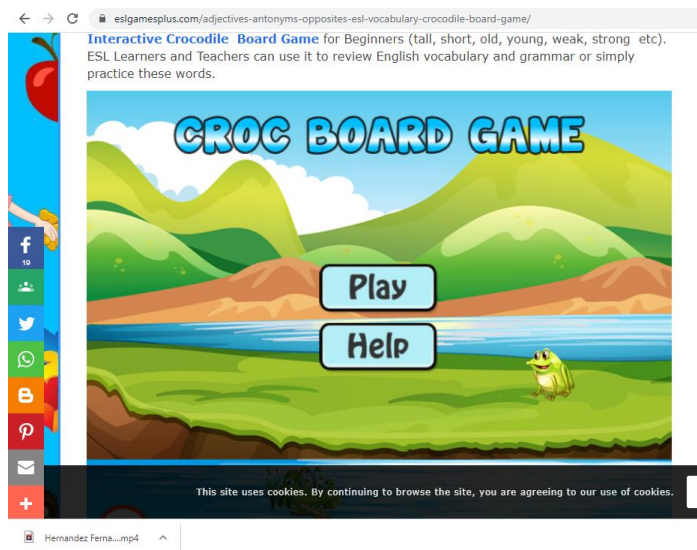 eslgamesplus.com/adjectives-antonyms-opposites-esl-vocabulary-crocodile-board-game/
Interactive Crocodile Board Game for Beginners (tall, short, old, young, weak, strong etc).
ESL Learners and Teachers can use it to review English vocabulary and grammar or simply
practice these words.
CROC BOARD GAME
Play
Help
f
19
B
This site uses cookies. By continuing to browse the site, you are agreeing to our use of cookies.
Hernandez Ferna....mp4